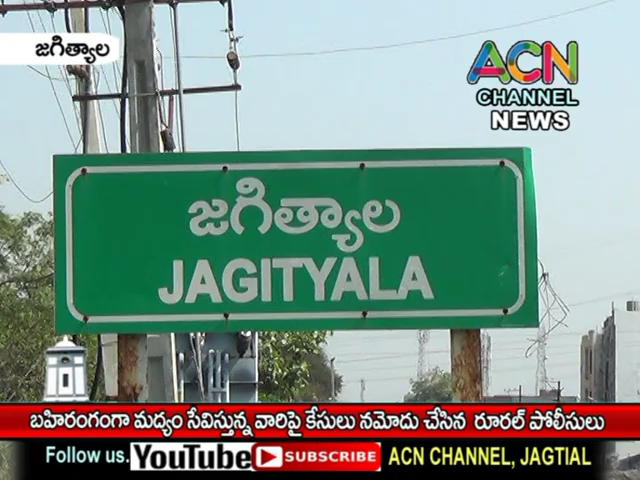 జగిత్యాల
ACN
CHANNEL
NEWS
జగిత్యాల
JAGITYALA
బహిరంగంగా మద్యం సేవిస్తున్న వారిపై కేసులు నమోదు చేసిన రూరల్ పోలీసులు
Follow us. YouTube SUBSCRIBE ACN CHANNEL, JAGTIAL